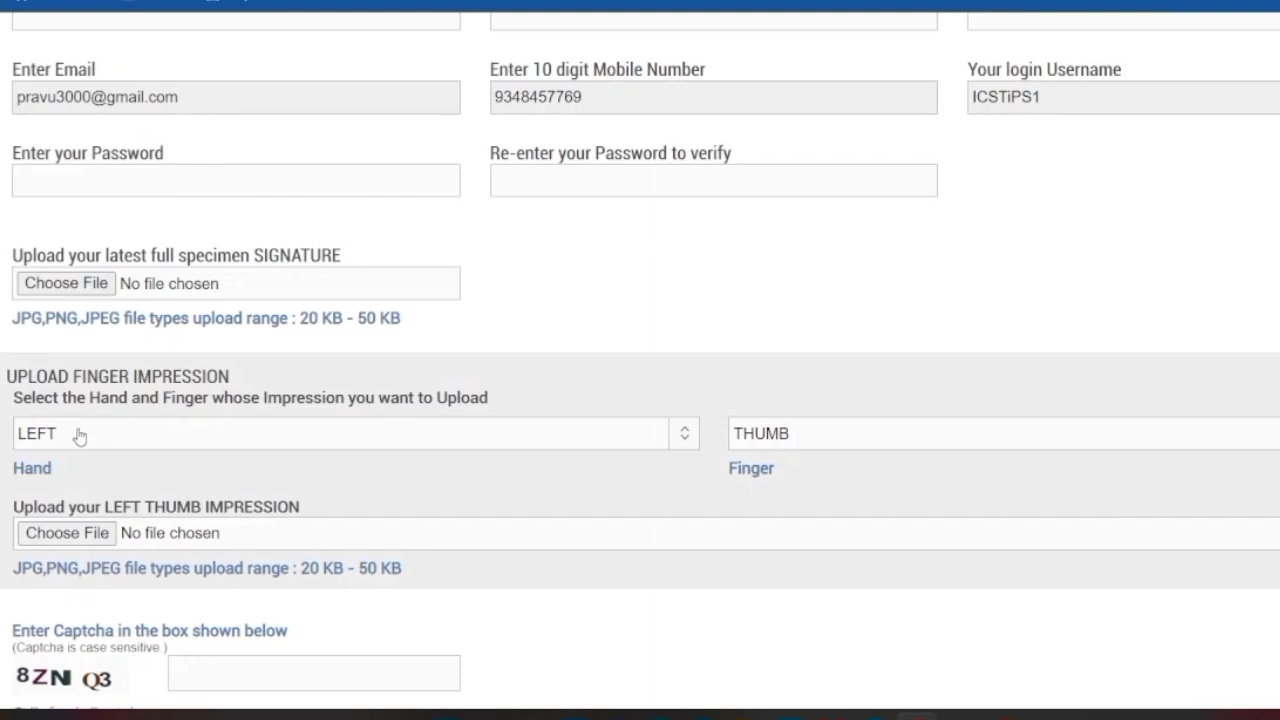 Enter Email
Enter 10 digit Mobile Number
Your login Username
pravu3000@gmail.com
9348457769
ICSTiPS1
Enter your Password
Re-enter your Password to verify
Upload your latest full specimen SIGNATURE
Choose File No file chosen
JPG,PNG,JPEG file types upload range : 20 KB - 50 KB
UPLOAD FINGER IMPRESSION
Select the Hand and Finger whose Impression you want to Upload
LEFT
THUMB
Hand
Finger
Upload your LEFT THUMB IMPRESSION
Choose File No file chosen
JPG,PNG,JPEG file types upload range : 20 KB - 50 KB
Enter Captcha in the box shown below
(Captcha is case sensitive.)
8ZN Q3